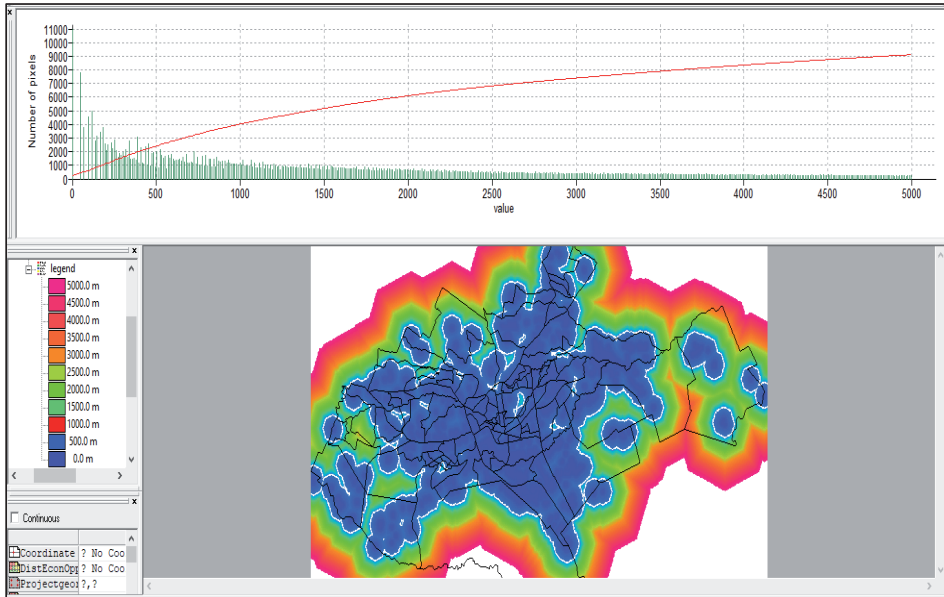 x
11000
10000
9000
8000
7000
6000
5000
4000
3000
2000
1000
0
Number of pixels
0 500 1000 1500 2000 2500 3000 3500 4000 4500 5000
value
x
legend
5000.0 m
4500.0 m
4000.0 m
3500.0 m
3000.0 m
2500.0 m
2000.0 m
1500.0 m
1000.0 m
500.0 m
0.0 m
x
Continuous
Coordinate ? No Coo
DistEconOpp ? No Coo
Projectgeor ?,?